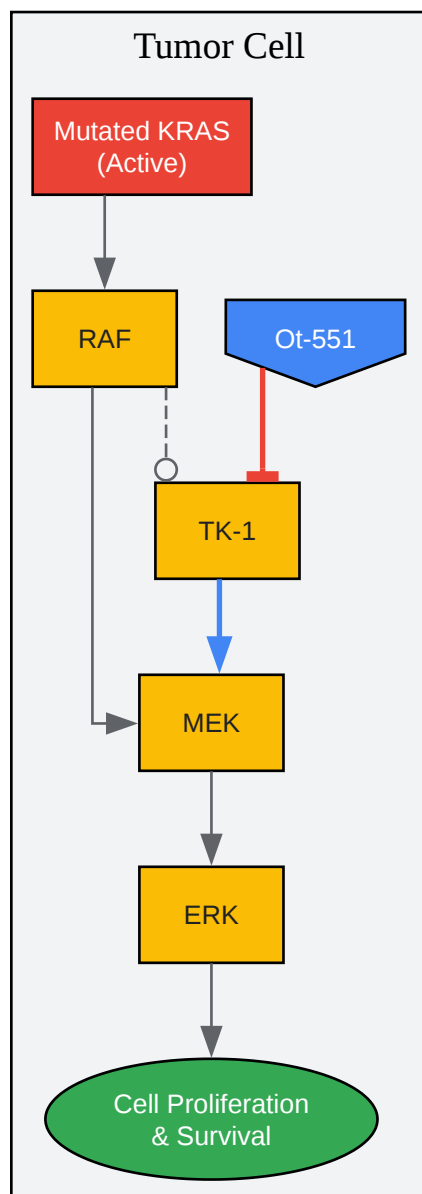 Tumor Cell
Mutated KRAS
(Active)
RAF
Ot-551
TK-1
MEK
ERK
Cell Proliferation
& Survival